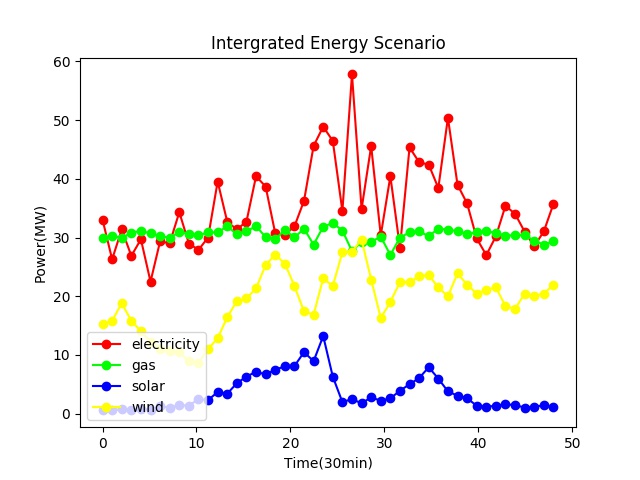 Intergrated Energy Scenario
60
50
40
30
20
10
0
Power(MW)
electricity
gas
solar
wind
0 10 20 30 40 50
Time(30min)